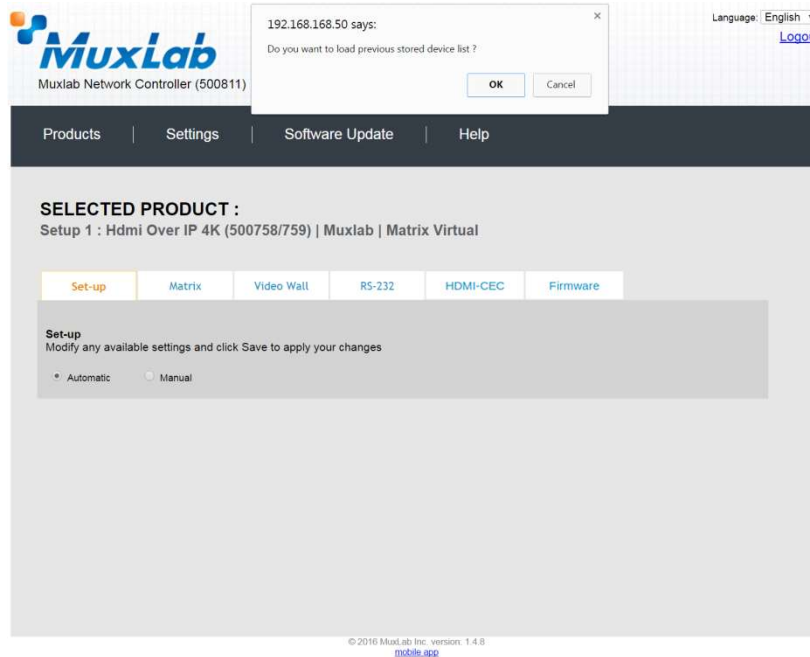 192.168.168.50 says:
×
Do you want to load previous stored device list ?
OK Cancel
Language: English
MuxLab
Muxlab Network Controller (500811)
Products | Settings | Software Update | Help
SELECTED PRODUCT :
Setup 1 : Hdmi Over IP 4K (500758/759) | Muxlab | Matrix Virtual
Set-up Matrix Video Wall RS-232 HDMI-CEC Firmware
Set-up
Modify any available settings and click Save to apply your changes
Automatic Manual
© 2016 MuxLab Inc. version: 1.4.8
mobile app